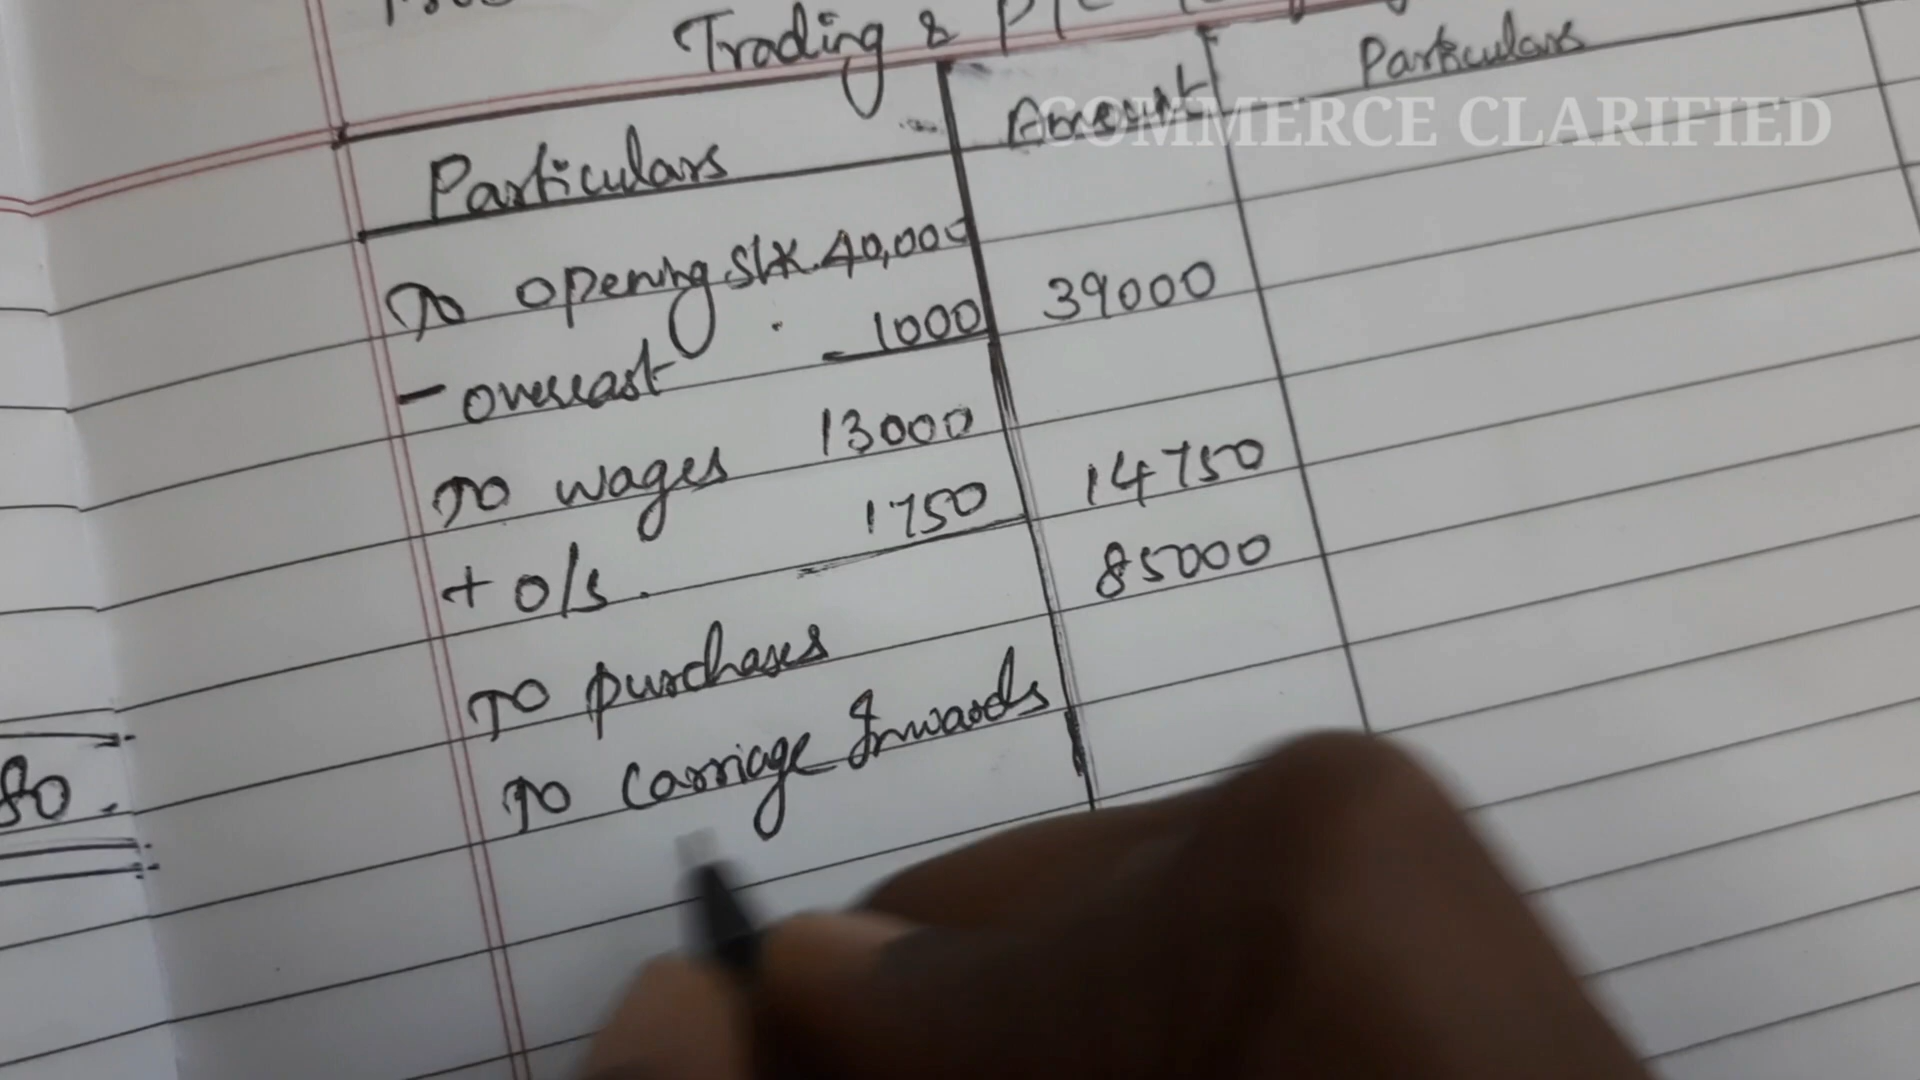 Trading & P/L
Particulars Amount Particulars
COMMERCE CLARIFIED
To opening stk. 40,000
- overcast - 1000 39000
To wages 13000
+ o/s. 1750 14750
To purchases 85000
To Carriage Inwards
80.